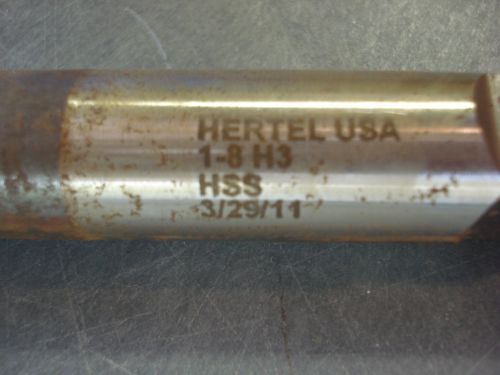 HERTEL USA
1-8 H3
HSS
3/29/11